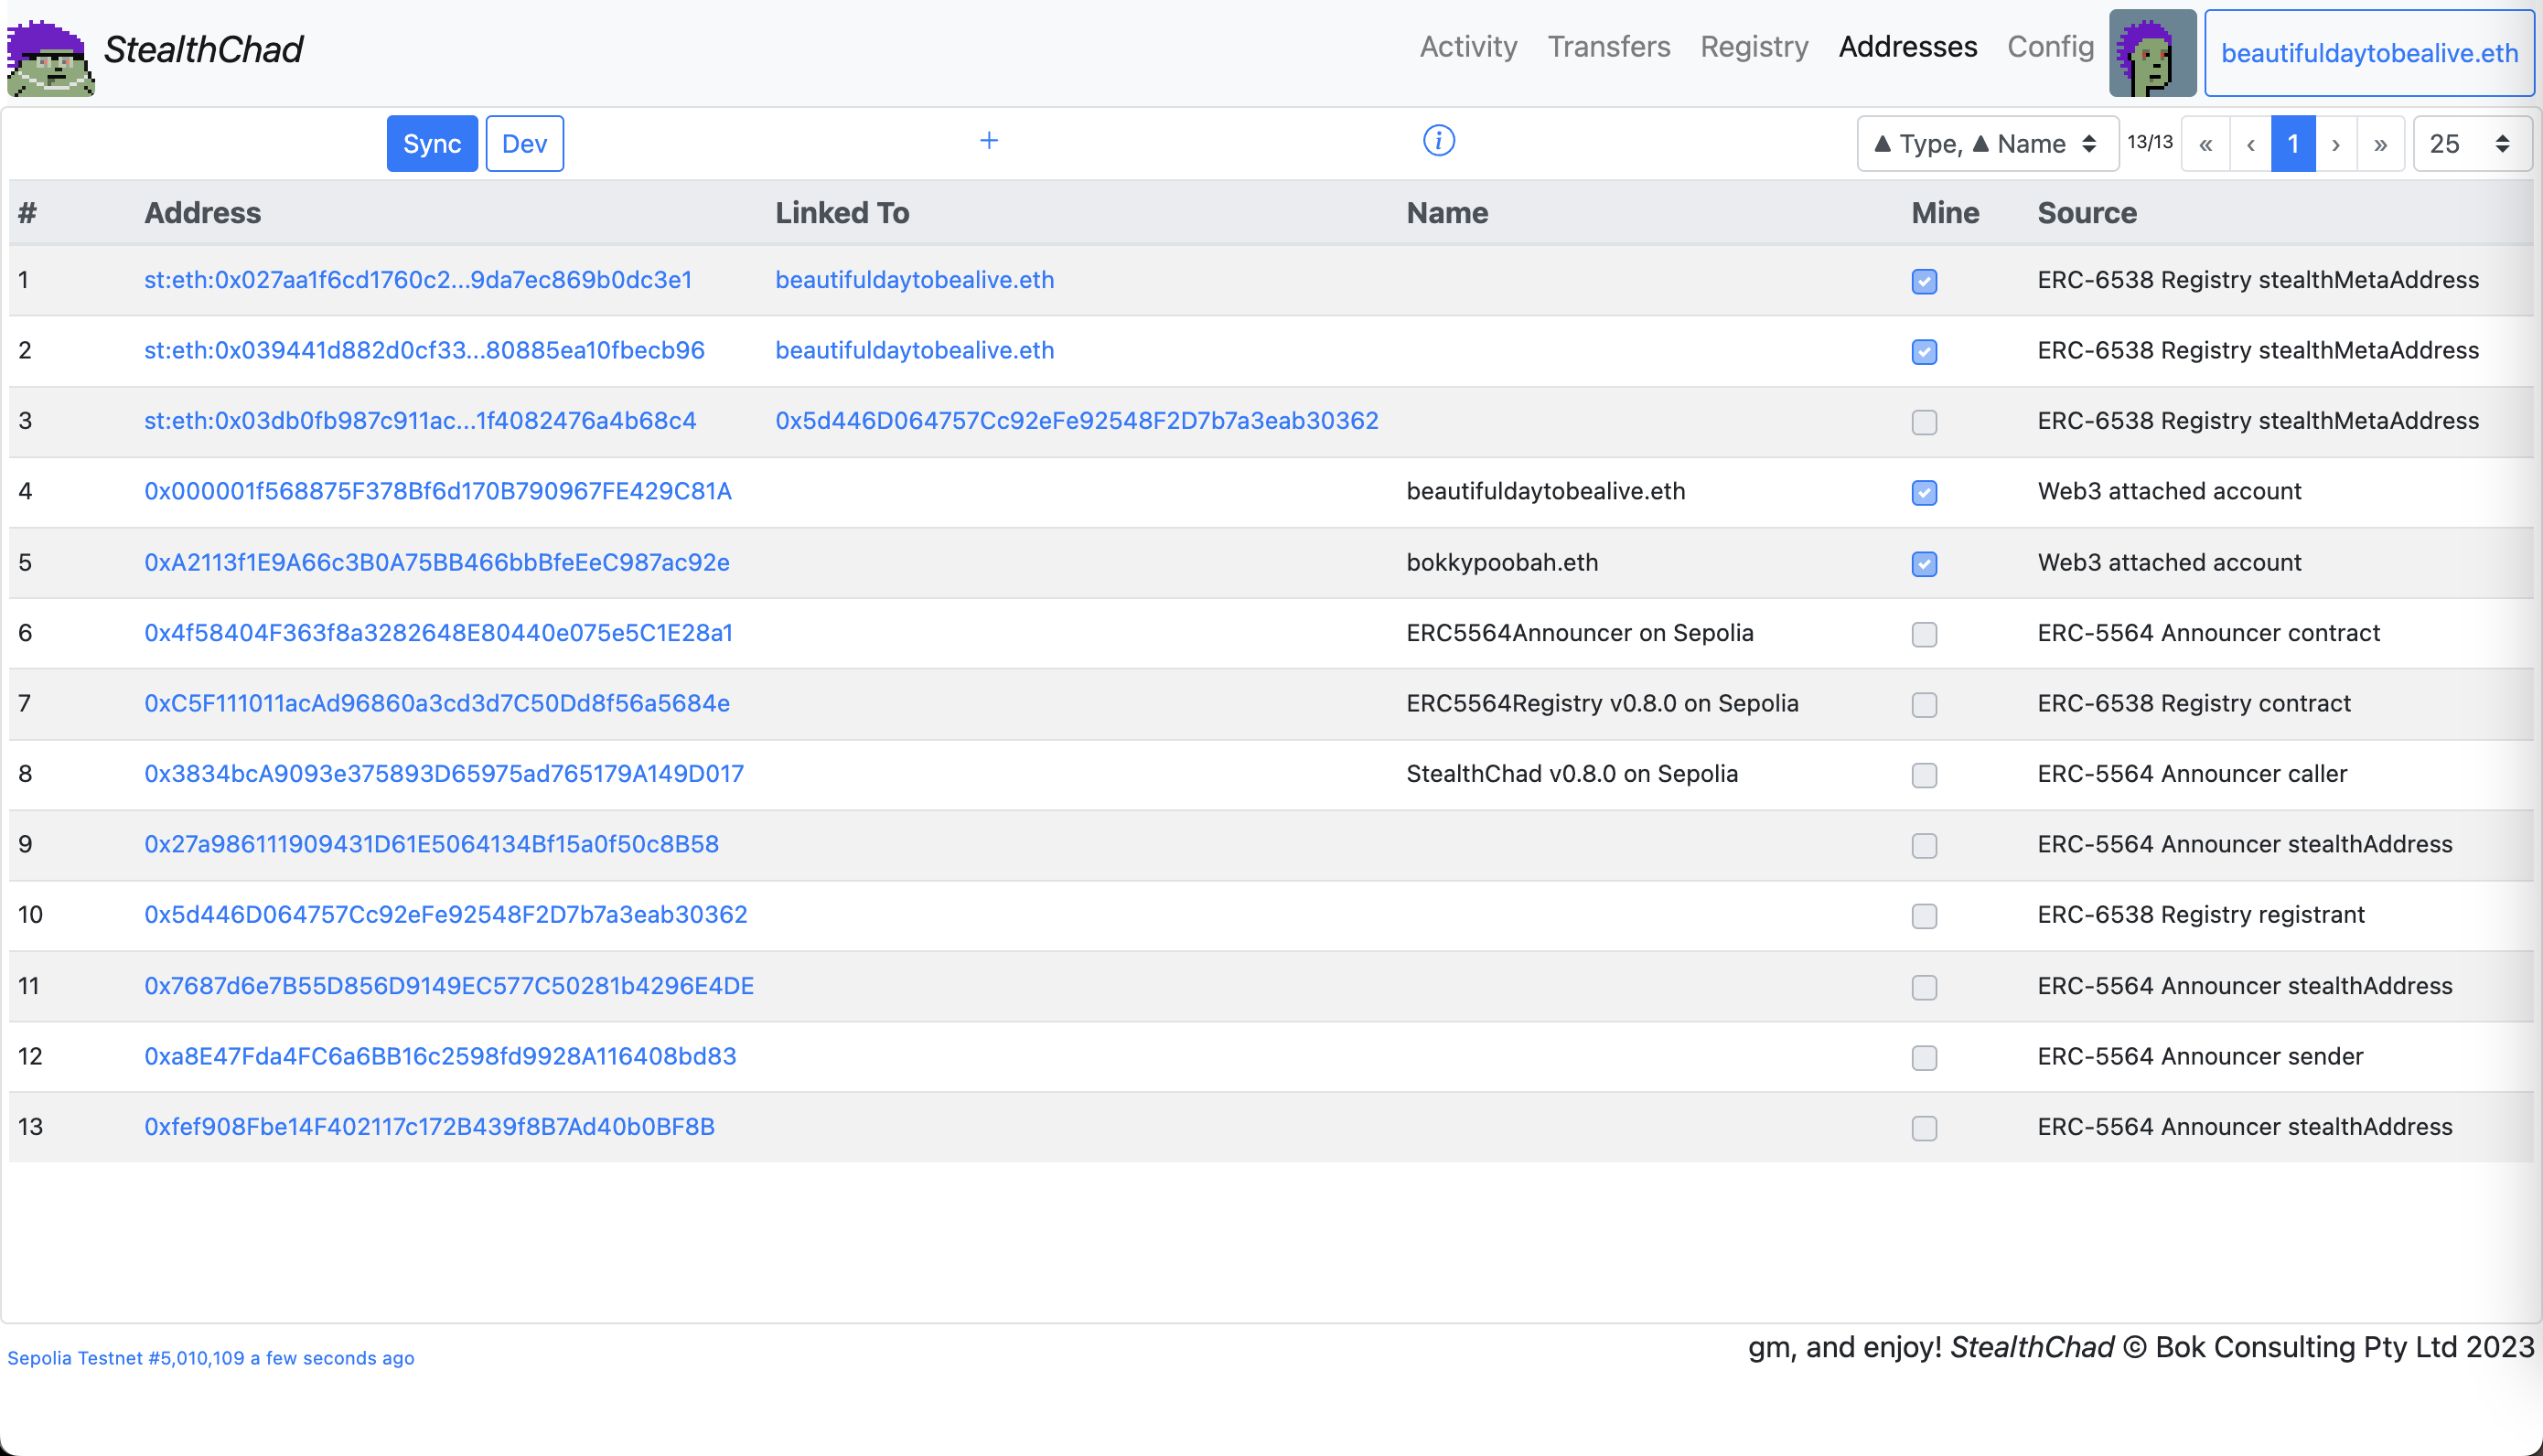 StealthChad Activity Transfers Registry Addresses Config beautifuldaytobealive.eth
Sync Dev + i ▲ Type, ▲ Name 13/13 « ‹ 1 › » 25
# Address Linked To Name Mine Source
1 st:eth:0x027aa1f6cd1760c2...9da7ec869b0dc3e1 beautifuldaytobealive.eth ERC-6538 Registry stealthMetaAddress
2 st:eth:0x039441d882d0cf33...80885ea10fbecb96 beautifuldaytobealive.eth ERC-6538 Registry stealthMetaAddress
3 st:eth:0x03db0fb987c911ac...1f4082476a4b68c4 0x5d446D064757Cc92eFe92548F2D7b7a3eab30362 ERC-6538 Registry stealthMetaAddress
4 0x000001f568875F378Bf6d170B790967FE429C81A beautifuldaytobealive.eth Web3 attached account
5 0xA2113f1E9A66c3B0A75BB466bbBfeEeC987ac92e bokkypoobah.eth Web3 attached account
6 0x4f58404F363f8a3282648E80440e075e5C1E28a1 ERC5564Announcer on Sepolia ERC-5564 Announcer contract
7 0xC5F111011acAd96860a3cd3d7C50Dd8f56a5684e ERC5564Registry v0.8.0 on Sepolia ERC-6538 Registry contract
8 0x3834bcA9093e375893D65975ad765179A149D017 StealthChad v0.8.0 on Sepolia ERC-5564 Announcer caller
9 0x27a986111909431D61E5064134Bf15a0f50c8B58 ERC-5564 Announcer stealthAddress
10 0x5d446D064757Cc92eFe92548F2D7b7a3eab30362 ERC-6538 Registry registrant
11 0x7687d6e7B55D856D9149EC577C50281b4296E4DE ERC-5564 Announcer stealthAddress
12 0xa8E47Fda4FC6a6BB16c2598fd9928A116408bd83 ERC-5564 Announcer sender
13 0xfef908Fbe14F402117c172B439f8B7Ad40b0BF8B ERC-5564 Announcer stealthAddress
Sepolia Testnet #5,010,109 a few seconds ago gm, and enjoy! StealthChad © Bok Consulting Pty Ltd 2023